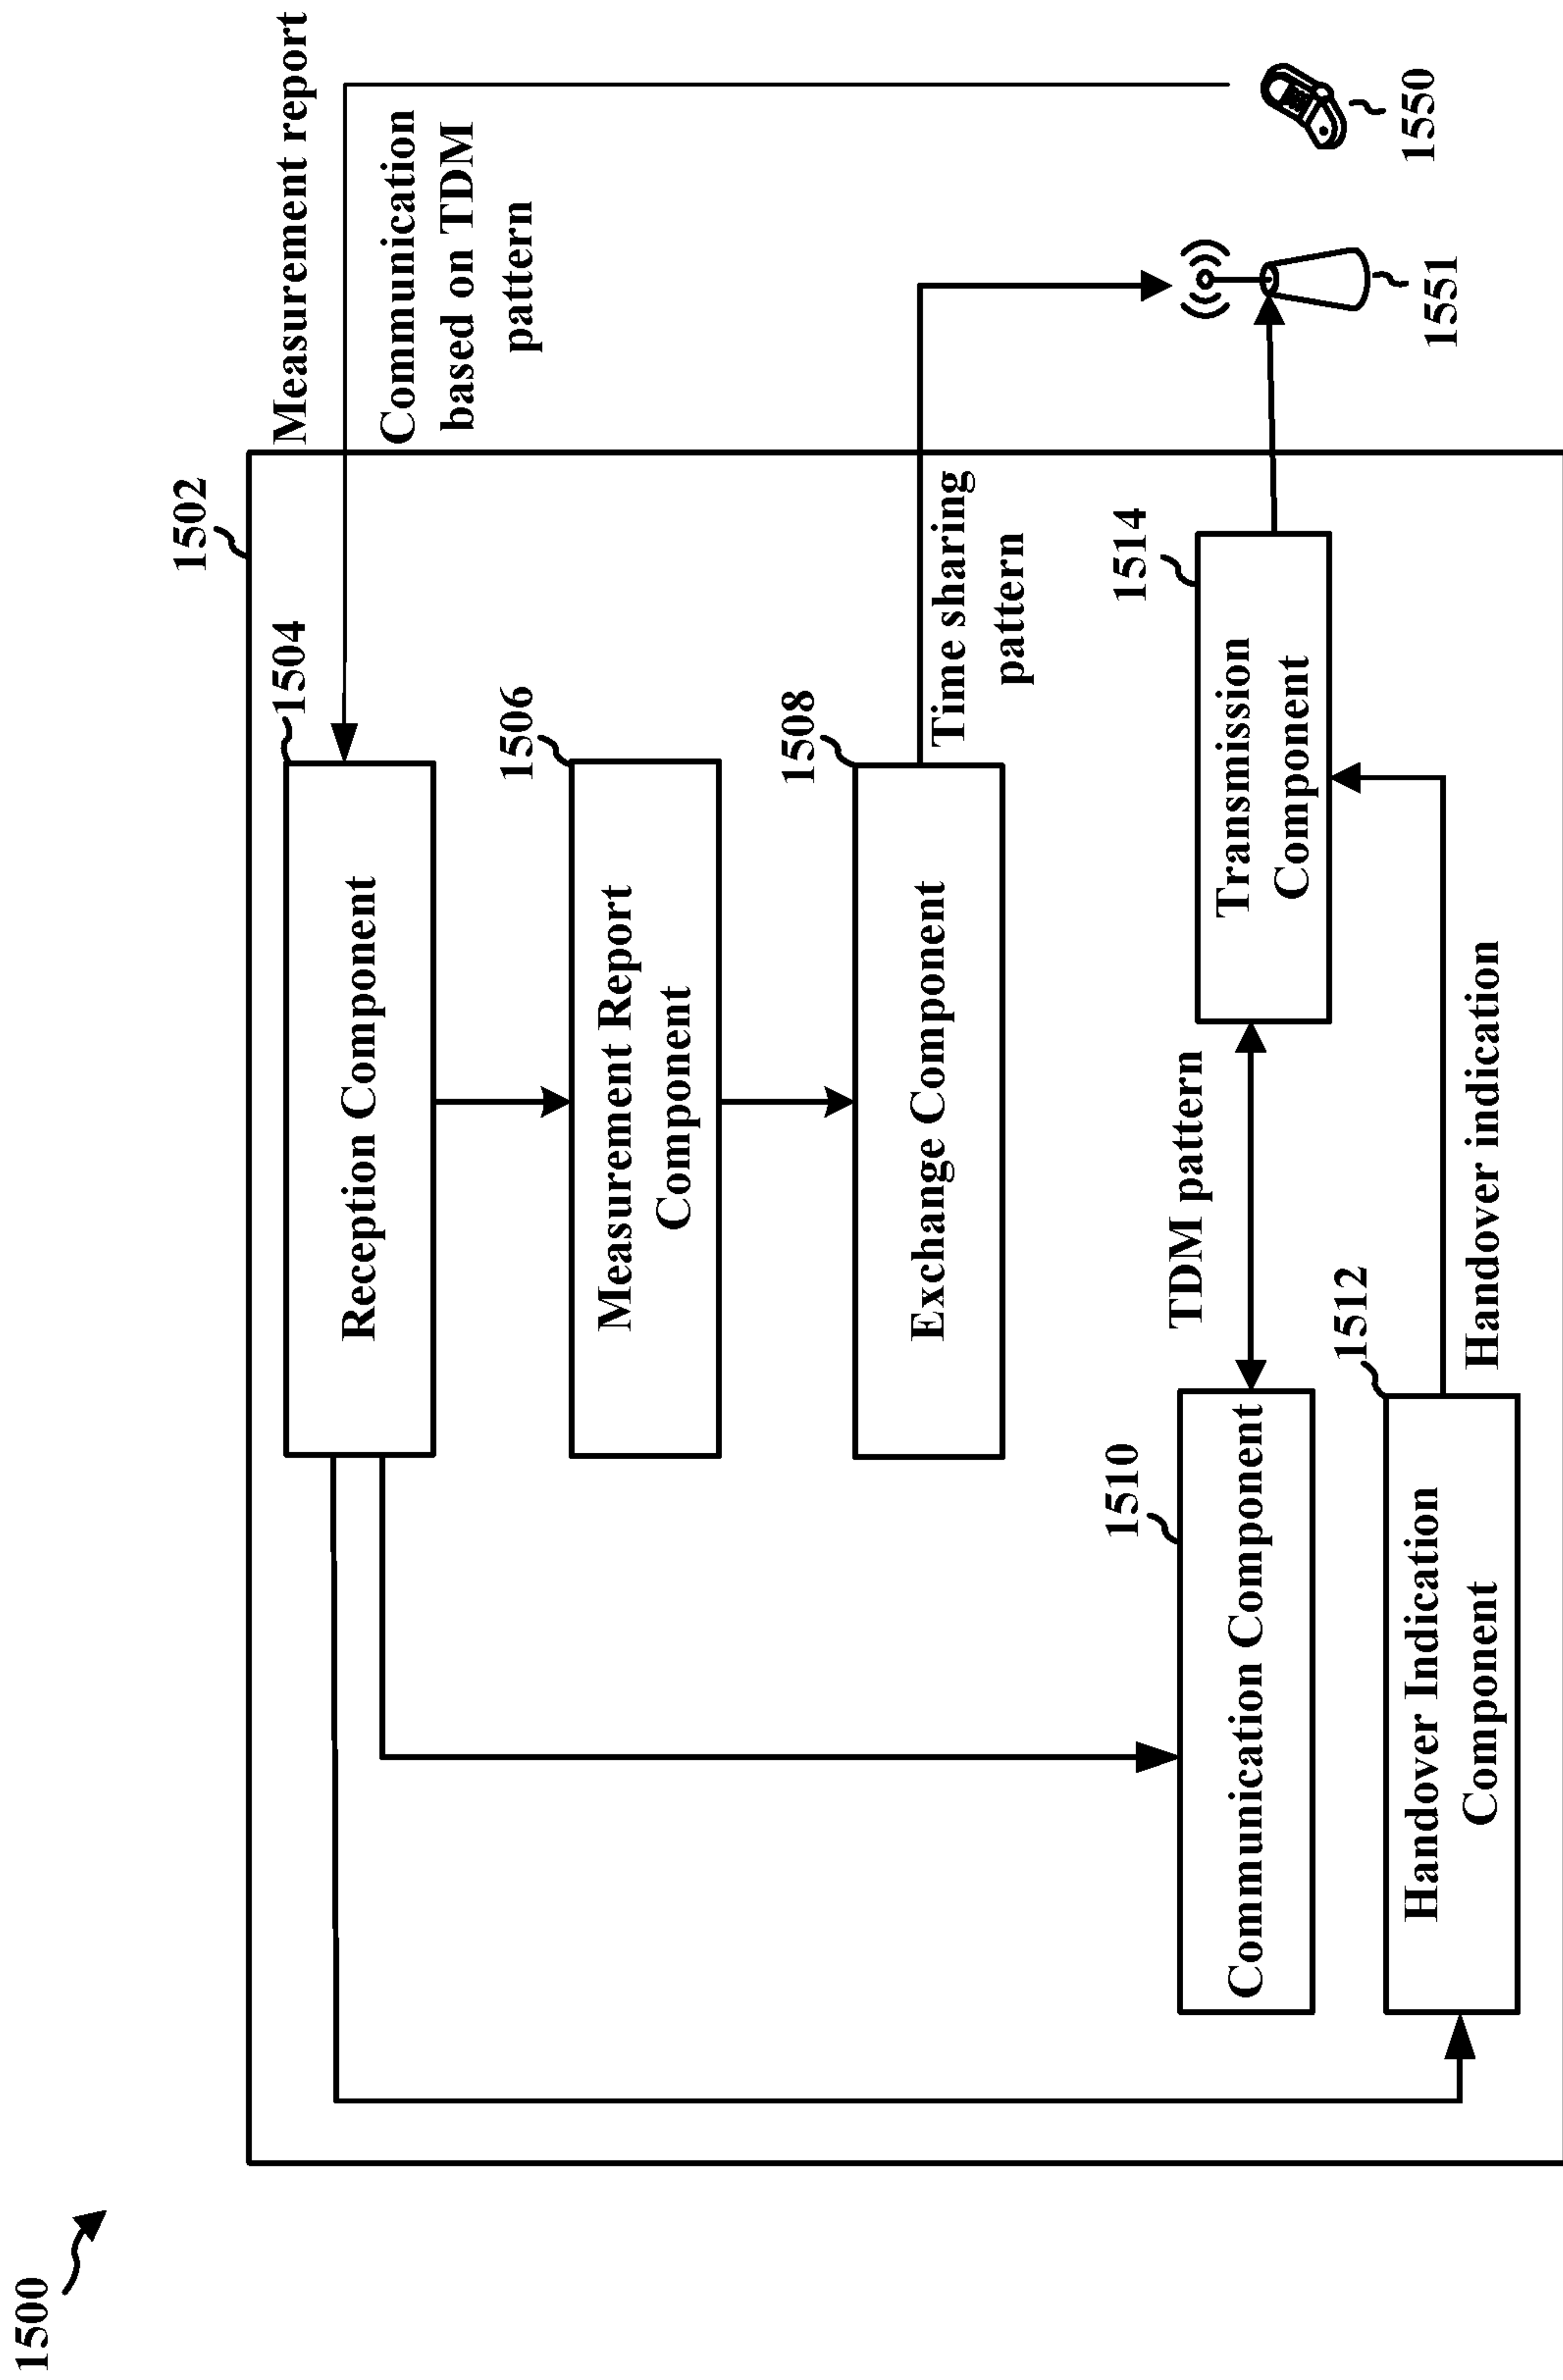 1500
1502
Measurement report
Communication
based on TDM
pattern
1504
Reception Component
1506
Measurement Report
Component
1508
Exchange Component
Time sharing
pattern
1510
Communication Component
TDM pattern
1514
Transmission
Component
1512
Handover Indication
Component
Handover indication
1550
1551